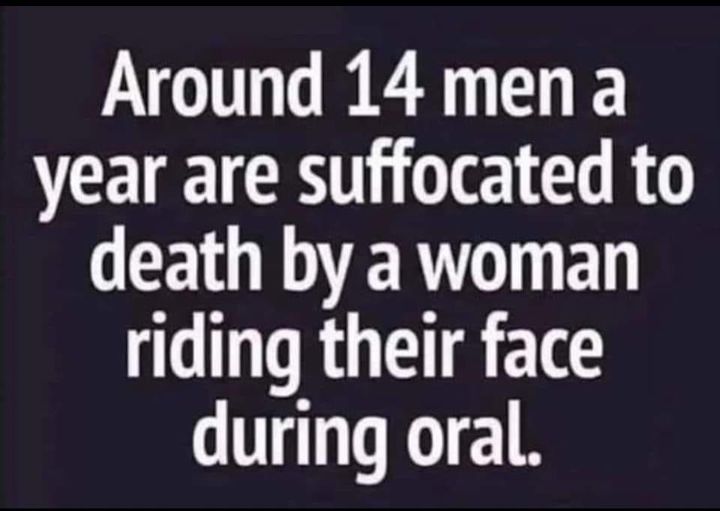 Around 14 men a
year are suffocated to
death by a woman
riding their face
during oral.